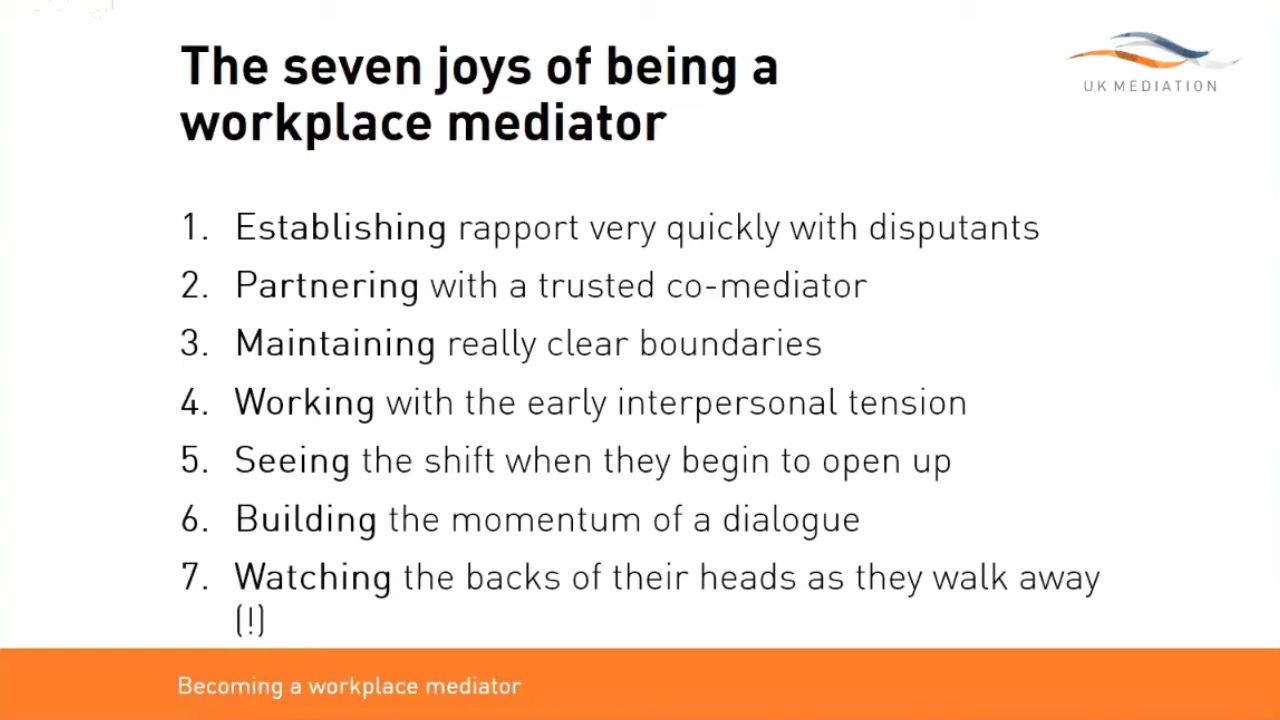 The seven joys of being a
workplace mediator
UK MEDIATION
1. Establishing rapport very quickly with disputants
2. Partnering with a trusted co-mediator
3. Maintaining really clear boundaries
4. Working with the early interpersonal tension
5. Seeing the shift when they begin to open up
6. Building the momentum of a dialogue
7. Watching the backs of their heads as they walk away
(!)
Becoming a workplace mediator